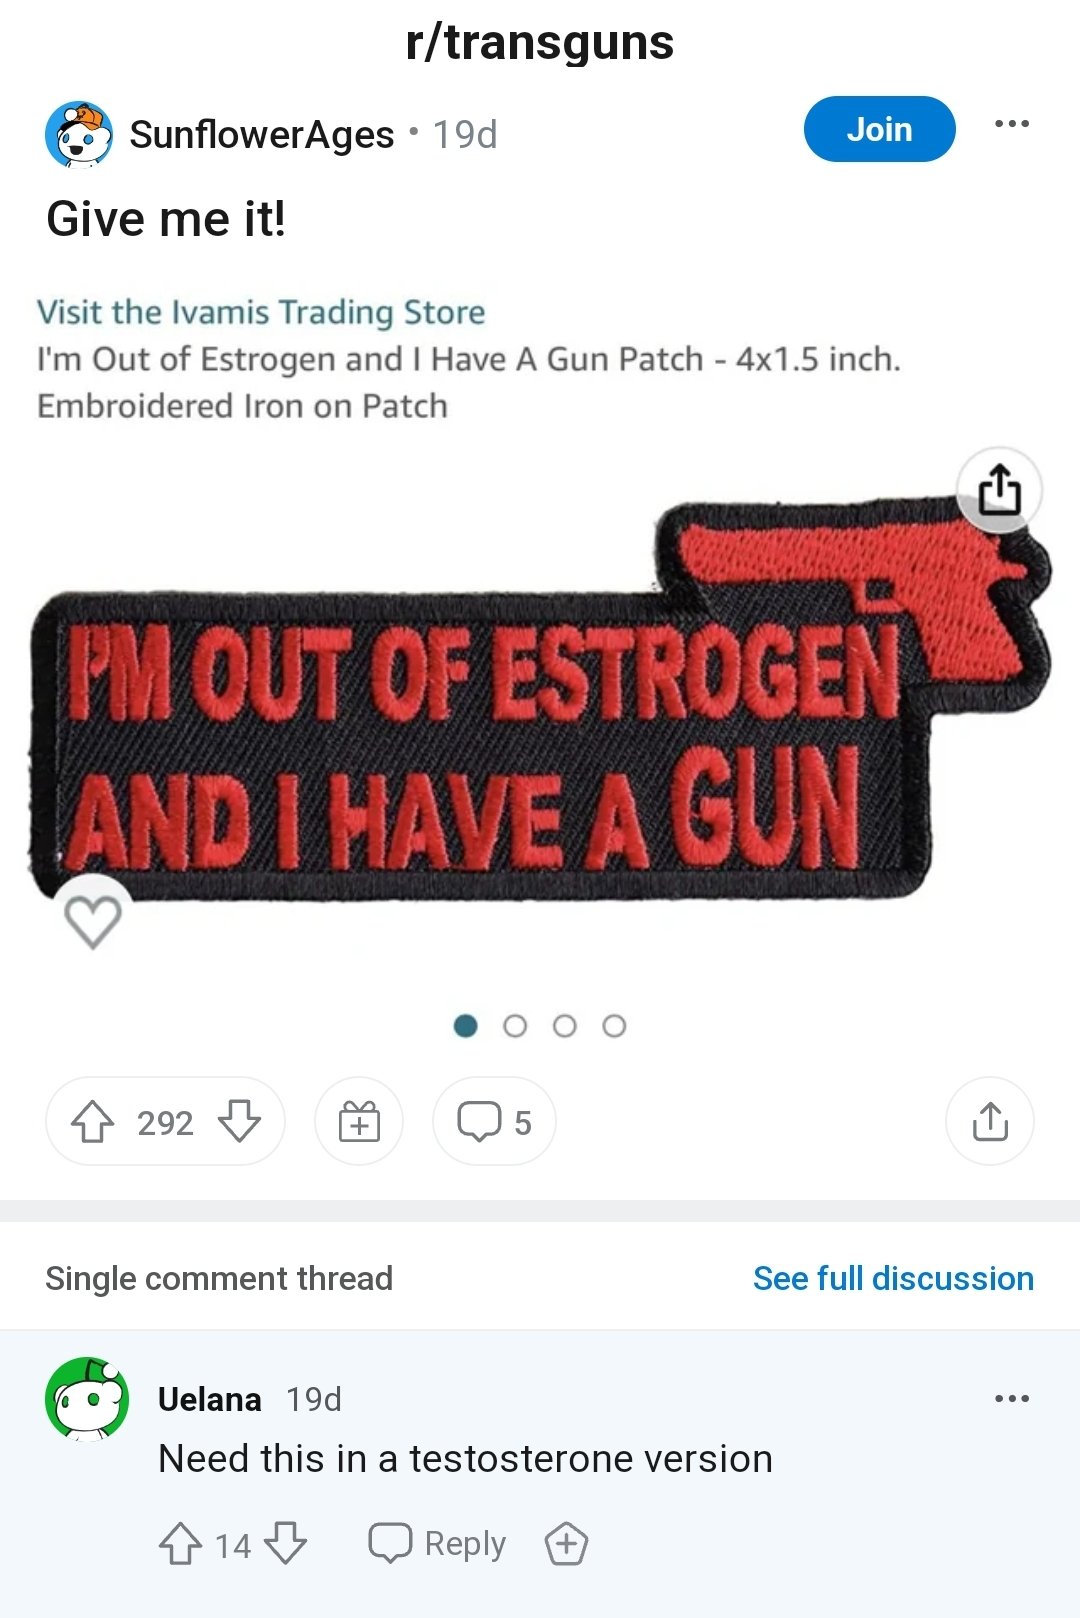 r/transguns
SunflowerAges • 19d
Join
Give me it!
Visit the Ivamis Trading Store
I'm Out of Estrogen and I Have A Gun Patch - 4x1.5 inch.
Embroidered Iron on Patch
I'M OUT OF ESTROGEN
AND I HAVE A GUN
292
5
Single comment thread
See full discussion
Uelana 19d
Need this in a testosterone version
14
Reply